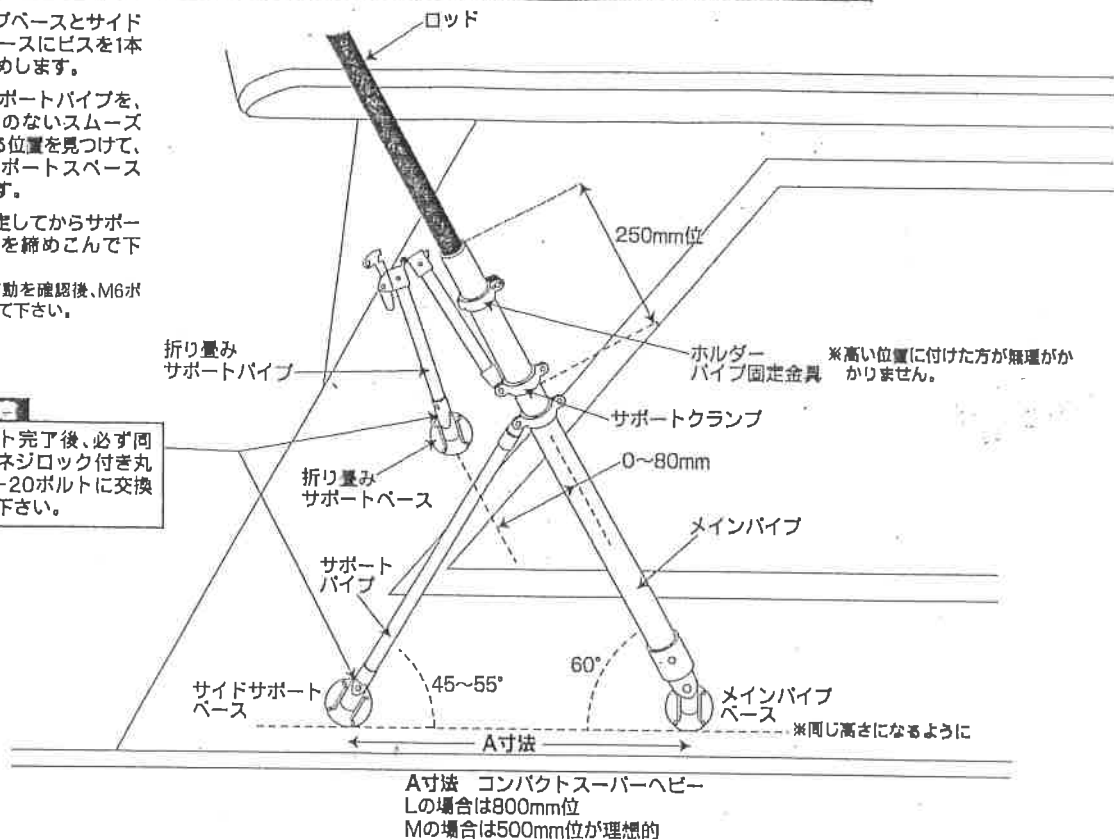 プベースとサイド
ースにビスを1本
めします。
ポートパイプを、
のないスムーズ
る位置を見つけて、
ポートスペース
す。
定してからサポー
を締めこんで下
動を確認後、M6ボ
て下さい。
ト完了後、必ず同
ネジロック付き丸
-20ボルトに交換
下さい。
ロッド
250mm位
ホルダー
パイプ固定金具
※高い位置に付けた方が無理がか
かりません。
折り畳み
サポートパイプ
サポートクランプ
折り畳み
サポートベース
0~80mm
メインパイプ
サポート
パイプ
サイドサポート
ベース
45~55°
60°
メインパイプ
ベース
※同じ高さになるように
A寸法
A寸法 コンパクトスーパーヘビー
Lの場合は800mm位
Mの場合は500mm位が理想的